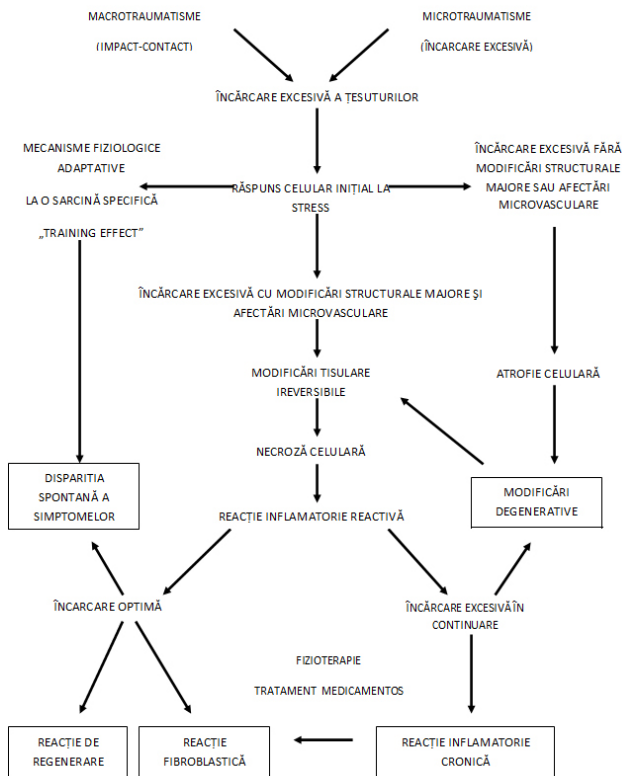 MACROTRAUMATISME
(IMPACT-CONTACT)
MICROTRAUMATISME
(ÎNCARCARE EXCESIVĂ)
ÎNCĂRCARE EXCESIVĂ A ȚESUTURILOR
MECANISME FIZIOLOGICE
ADAPTATIVE
LA O SARCINĂ SPECIFICĂ
„TRAINING EFFECT”
RĂSPUNS CELULAR INIȚIAL LA
STRESS
ÎNCĂRCARE EXCESIVĂ FĂRĂ
MODIFICĂRI STRUCTURALE
MAJORE SAU AFECTĂRI
MICROVASCULARE
ÎNCĂRCARE EXCESIVĂ CU MODIFICĂRI STRUCTURALE MAJORE ŞI
AFECTĂRI MICROVASCULARE
MODIFICĂRI TISULARE
IREVERSIBILE
ATROFIE CELULARĂ
NECROZĂ CELULARĂ
DISPARITIA
SPONTANĂ A
SIMPTOMELOR
MODIFICĂRI
DEGENERATIVE
REACȚIE INFLAMATORIE REACTIVĂ
ÎNCARCARE OPTIMĂ
ÎNCĂRCARE EXCESIVĂ ÎN
CONTINUARE
FIZIOTERAPIE
TRATAMENT MEDICAMENTOS
REACȚIE DE
REGENERARE
REACȚIE
FIBROBLASTICĂ
REACȚIE INFLAMATORIE
CRONICĂ